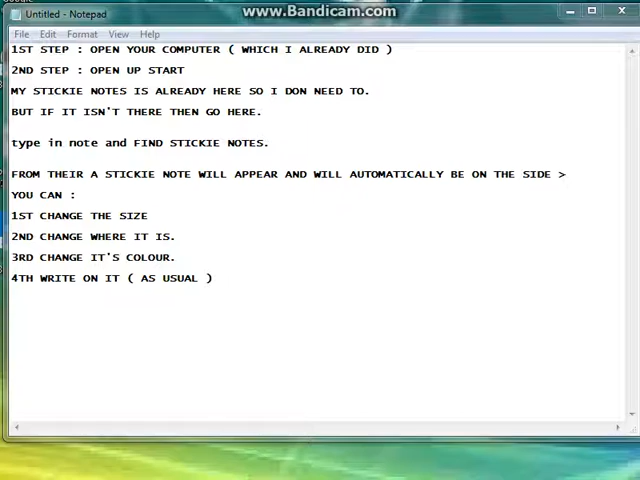 www.Bandicam.com
Untitled - Notepad
File Edit Format View Help
1ST STEP : OPEN YOUR COMPUTER ( WHICH I ALREADY DID )
2ND STEP : OPEN UP START
MY STICKIE NOTES IS ALREADY HERE SO I DON NEED TO.
BUT IF IT ISN'T THERE THEN GO HERE.
type in note and FIND STICKIE NOTES.
FROM THEIR A STICKIE NOTE WILL APPEAR AND WILL AUTOMATICALLY BE ON THE SIDE >
YOU CAN :
1ST CHANGE THE SIZE
2ND CHANGE WHERE IT IS.
3RD CHANGE IT'S COLOUR.
4TH WRITE ON IT ( AS USUAL )